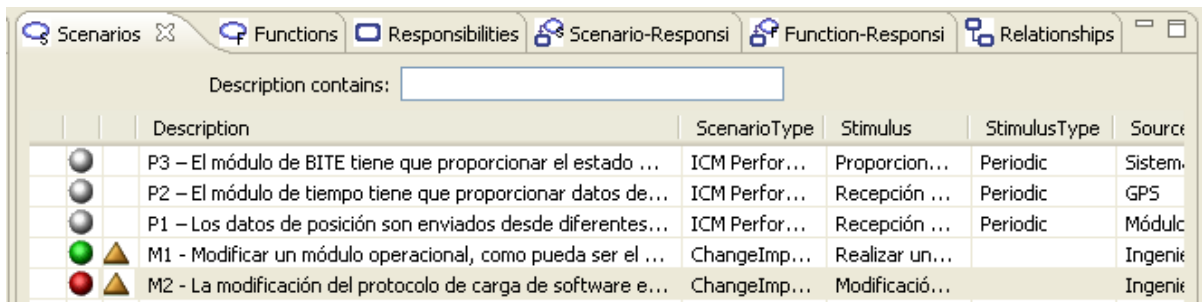 Scenarios Functions Responsibilities Scenario-Responsi Function-Responsi Relationships
Description contains:
Description ScenarioType Stimulus StimulusType Source
P3 – El módulo de BITE tiene que proporcionar el estado ... ICM Perfor... Proporcion... Periodic Sistem
P2 – El módulo de tiempo tiene que proporcionar datos de... ICM Perfor... Recepción ... Periodic GPS
P1 – Los datos de posición son enviados desde diferentes... ICM Perfor... Recepción ... Periodic Módulo
M1 - Modificar un módulo operacional, como pueda ser el ... ChangeImp... Realizar un... Ingenie
M2 - La modificación del protocolo de carga de software e... ChangeImp... Modificació... Ingenie